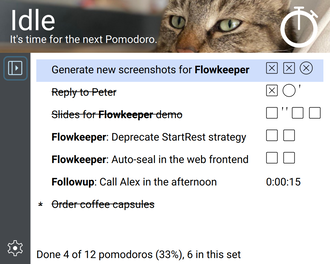 Idle
It's time for the next Pomodoro.
Generate new screenshots for Flowkeeper
Reply to Peter
Slides for Flowkeeper demo
Flowkeeper: Deprecate StartRest strategy
Flowkeeper: Auto-seal in the web frontend
Followup: Call Alex in the afternoon 0:00:15
* Order coffee capsules
Done 4 of 12 pomodoros (33%), 6 in this set